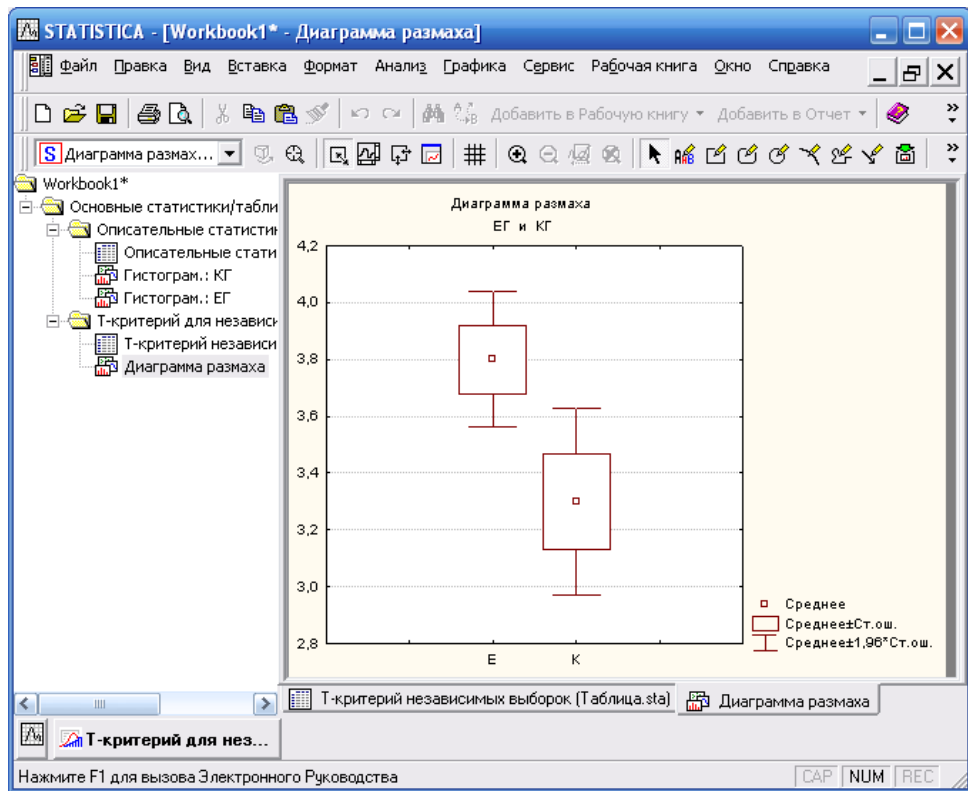 STATISTICA - [Workbook1* - Диаграмма размаха]
Файл Правка Вид Вставка Формат Анализ Графика Сервис Рабочая книга Окно Справка
Добавить в Рабочую книгу Добавить в Отчет
S Диаграмма размах...
Workbook1*
Основные статистики/табли
Описательные статистик
Описательные стати
Гистограм.: КГ
Гистограм.: ЕГ
Т-критерий для независи
Т-критерий независи
Диаграмма размаха
Диаграмма размаха
ЕГ и КГ
4,2
4,0
3,8
3,6
3,4
3,2
3,0
2,8
Е К
Среднее
Среднее±Ст.ош.
Среднее±1,96*Ст.ош.
Т-критерий независимых выборок (Таблица.sta) Диаграмма размаха
Т-критерий для нез...
Нажмите F1 для вызова Электронного Руководства CAP NUM REC